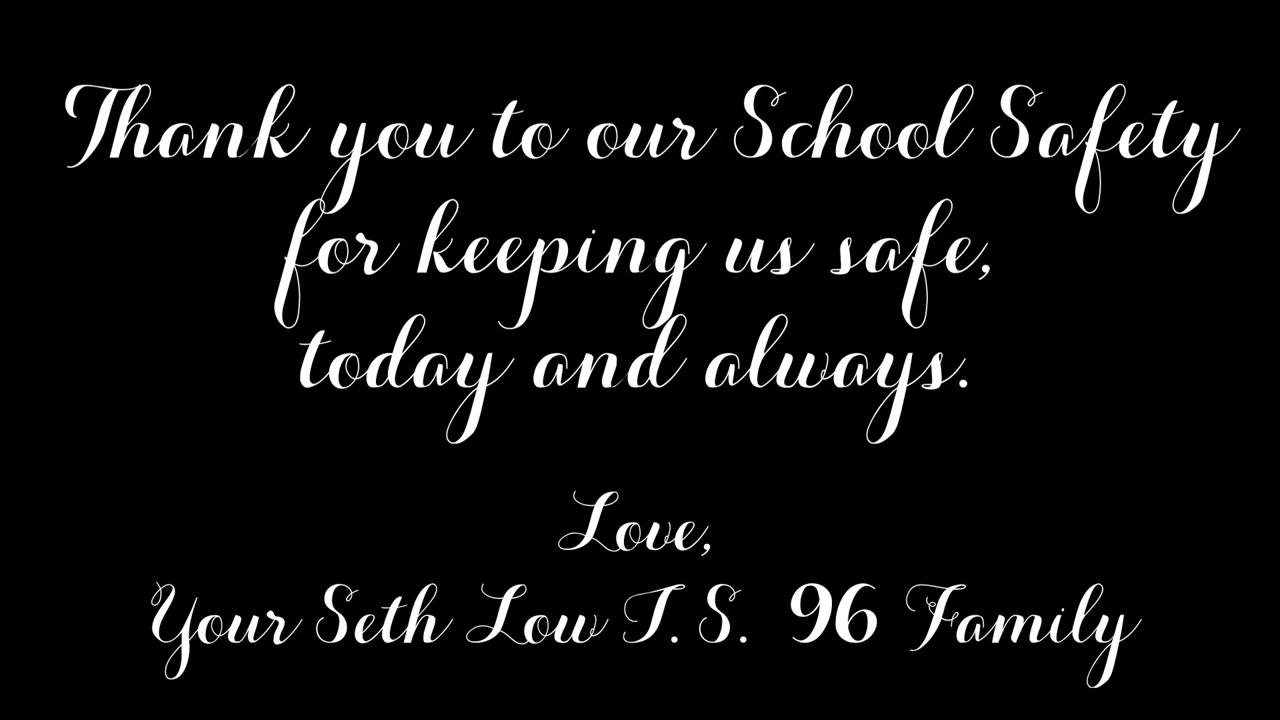 Thank you to our School Safety
for keeping us safe,
today and always.
Love,
Your Seth Low I.S. 96 Family